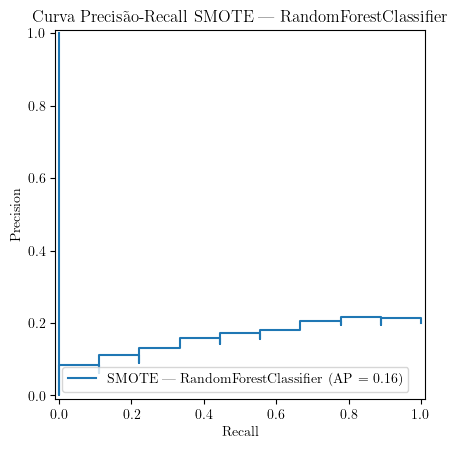 Curva Precisão-Recall SMOTE — RandomForestClassifier
1.0
0.8
0.6
0.4
0.2
0.0
Precision
SMOTE — RandomForestClassifier (AP = 0.16)
0.0 0.2 0.4 0.6 0.8 1.0
Recall